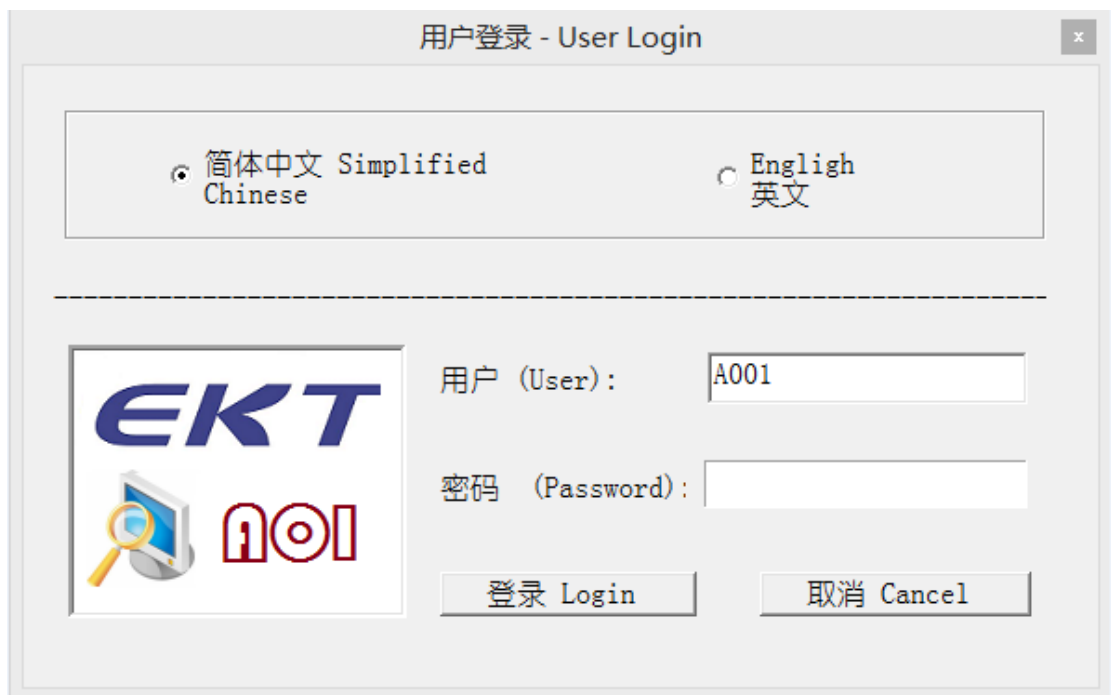 用户登录 - User Login
x
简体中文 Simplified
Chinese
Engligh
英文
EKT
AOI
用户 (User):
A001
密码 (Password):
登录 Login
取消 Cancel